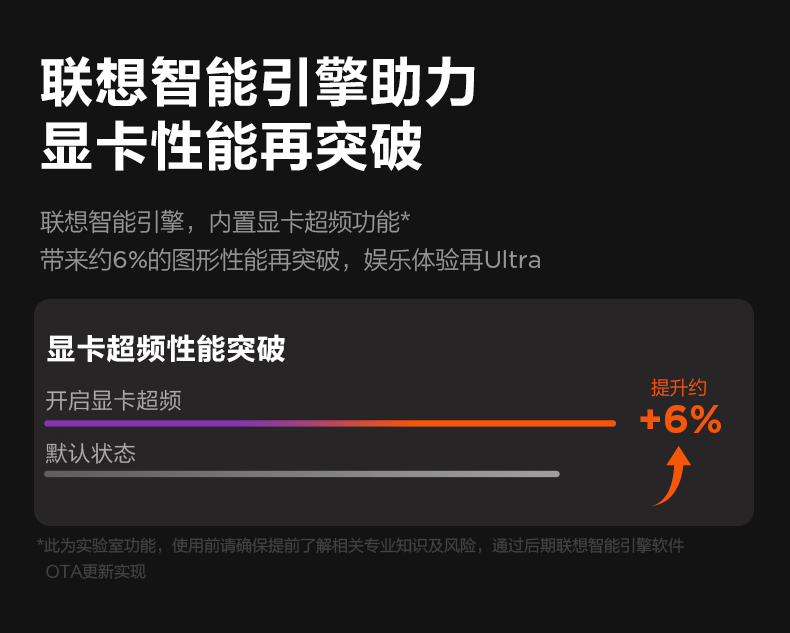 联想智能引擎助力
显卡性能再突破
联想智能引擎，内置显卡超频功能*
带来约6%的图形性能再突破，娱乐体验再Ultra
显卡超频性能突破
开启显卡超频
提升约
+6%
默认状态
*此为实验室功能，使用前请确保提前了解相关专业知识及风险，通过后期联想智能引擎软件
OTA更新实现